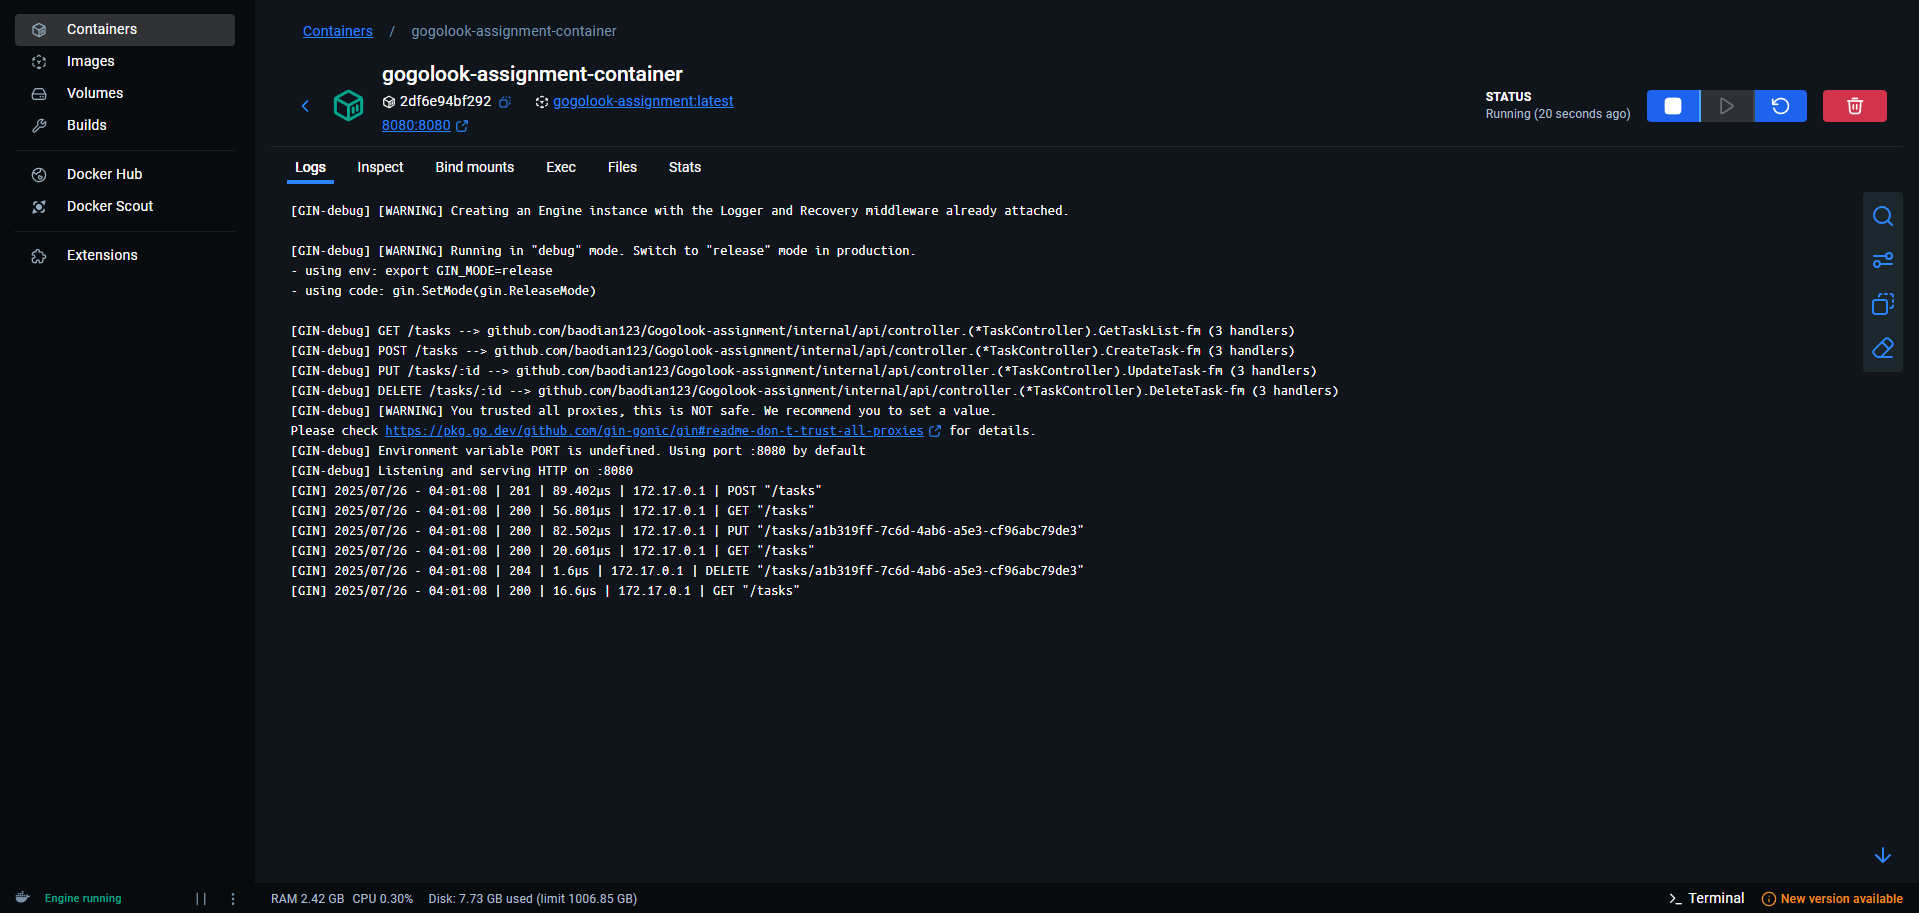 Containers
Images
Volumes
Builds
Docker Hub
Docker Scout
Extensions
Containers / gogolook-assignment-container
gogolook-assignment-container
2df6e94bf292 gogolook-assignment:latest
8080:8080
STATUS
Running (20 seconds ago)
Logs Inspect Bind mounts Exec Files Stats
[GIN-debug] [WARNING] Creating an Engine instance with the Logger and Recovery middleware already attached.
[GIN-debug] [WARNING] Running in "debug" mode. Switch to "release" mode in production.
- using env: export GIN_MODE=release
- using code: gin.SetMode(gin.ReleaseMode)
[GIN-debug] GET /tasks --> github.com/baodian123/Gogolook-assignment/internal/api/controller.(*TaskController).GetTaskList-fm (3 handlers)
[GIN-debug] POST /tasks --> github.com/baodian123/Gogolook-assignment/internal/api/controller.(*TaskController).CreateTask-fm (3 handlers)
[GIN-debug] PUT /tasks/:id --> github.com/baodian123/Gogolook-assignment/internal/api/controller.(*TaskController).UpdateTask-fm (3 handlers)
[GIN-debug] DELETE /tasks/:id --> github.com/baodian123/Gogolook-assignment/internal/api/controller.(*TaskController).DeleteTask-fm (3 handlers)
[GIN-debug] [WARNING] You trusted all proxies, this is NOT safe. We recommend you to set a value.
Please check https://pkg.go.dev/github.com/gin-gonic/gin#readme-don-t-trust-all-proxies for details.
[GIN-debug] Environment variable PORT is undefined. Using port :8080 by default
[GIN-debug] Listening and serving HTTP on :8080
[GIN] 2025/07/26 - 04:01:08 | 201 | 89.402µs | 172.17.0.1 | POST "/tasks"
[GIN] 2025/07/26 - 04:01:08 | 200 | 56.801µs | 172.17.0.1 | GET "/tasks"
[GIN] 2025/07/26 - 04:01:08 | 200 | 82.502µs | 172.17.0.1 | PUT "/tasks/a1b319ff-7c6d-4ab6-a5e3-cf96abc79de3"
[GIN] 2025/07/26 - 04:01:08 | 200 | 20.601µs | 172.17.0.1 | GET "/tasks"
[GIN] 2025/07/26 - 04:01:08 | 204 | 1.6µs | 172.17.0.1 | DELETE "/tasks/a1b319ff-7c6d-4ab6-a5e3-cf96abc79de3"
[GIN] 2025/07/26 - 04:01:08 | 200 | 16.6µs | 172.17.0.1 | GET "/tasks"
Engine running RAM 2.42 GB CPU 0.30% Disk: 7.73 GB used (limit 1006.85 GB) Terminal New version available